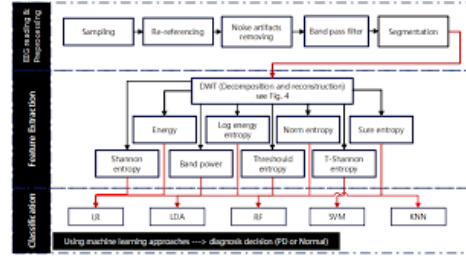 EEG reading &
Preprocessing
Sampling
Re-referencing
Noise artifacts
removing
Band pass filter
Segmentation
Feature Extraction
DWT (Decomposition and reconstruction)
see Fig. 4
Energy
Log energy
entropy
Norm entropy
Sure entropy
Shannon
entropy
Band power
Threshould
entropy
T-Shannon
entropy
Classification
LR
LDA
RF
SVM
KNN
Using machine learning approaches ---> diagnosis decision (PD or Normal)